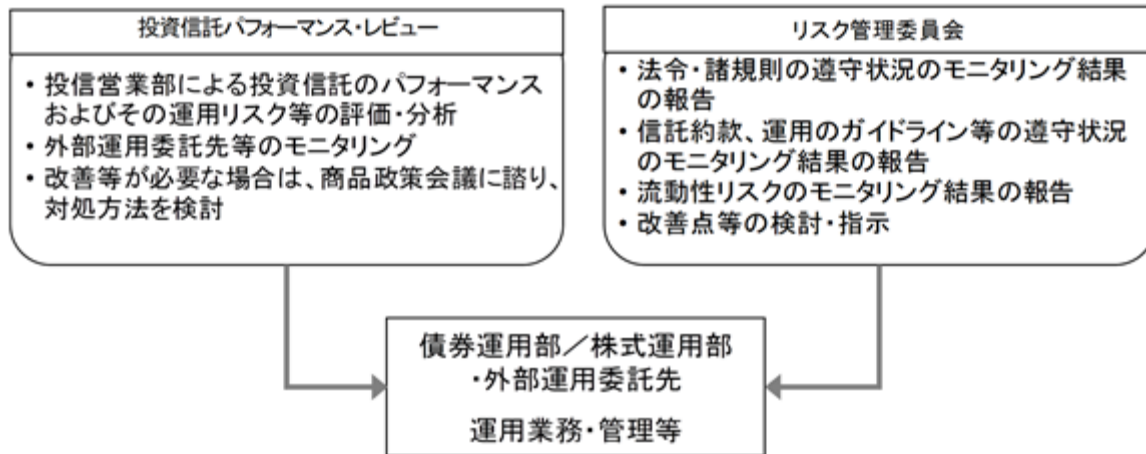 投資信託パフォーマンス・レビュー
・投信営業部による投資信託のパフォーマンス
およびその運用リスク等の評価・分析
・外部運用委託先等のモニタリング
・改善等が必要な場合は、商品政策会議に諮り、
対処方法を検討
リスク管理委員会
・法令・諸規則の遵守状況のモニタリング結果
の報告
・信託約款、運用のガイドライン等の遵守状況
のモニタリング結果の報告
・流動性リスクのモニタリング結果の報告
・改善点等の検討・指示
債券運用部／株式運用部
・外部運用委託先
運用業務・管理等